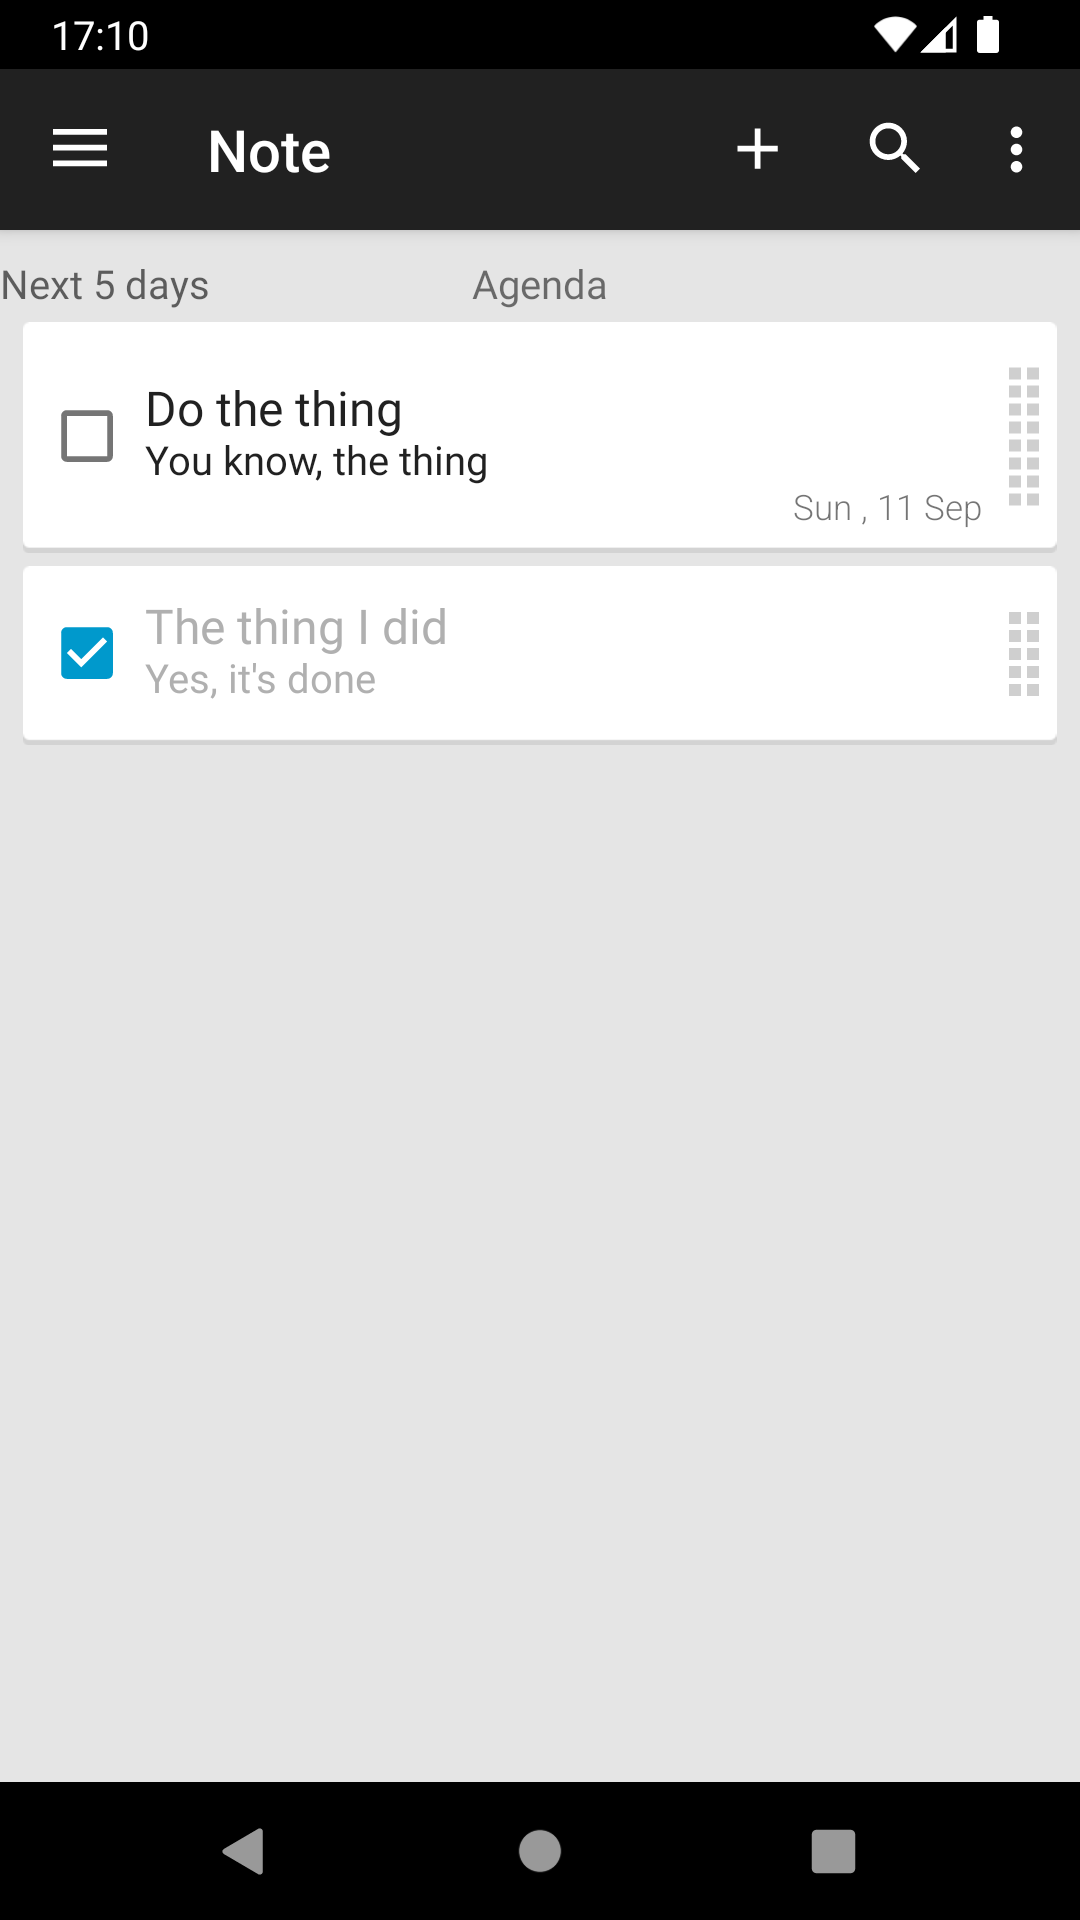 17:10
Note
Next 5 days
Agenda
Do the thing
You know, the thing
Sun , 11 Sep
The thing I did
Yes, it's done